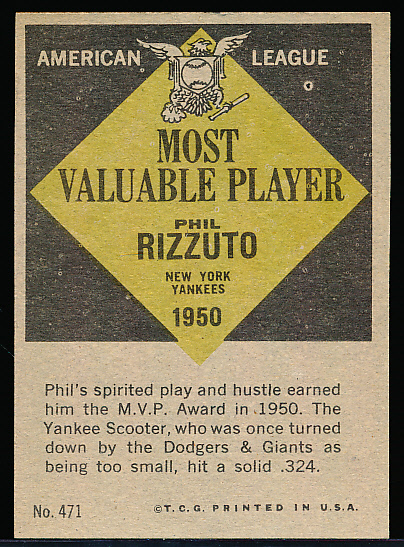 AMERICAN LEAGUE
MOST
VALUABLE PLAYER
PHIL
RIZZUTO
NEW YORK
YANKEES
1950
Phil's spirited play and hustle earned
him the M.V.P. Award in 1950. The
Yankee Scooter, who was once turned
down by the Dodgers & Giants as
being too small, hit a solid .324.
No. 471 ©T.C.G. PRINTED IN U.S.A.